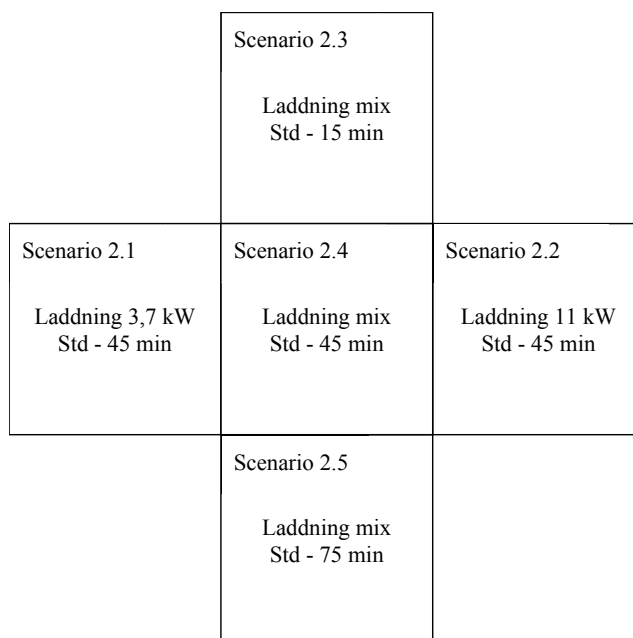 Scenario 2.3
Laddning mix
Std - 15 min
Scenario 2.1
Laddning 3,7 kW
Std - 45 min
Scenario 2.4
Laddning mix
Std - 45 min
Scenario 2.2
Laddning 11 kW
Std - 45 min
Scenario 2.5
Laddning mix
Std - 75 min